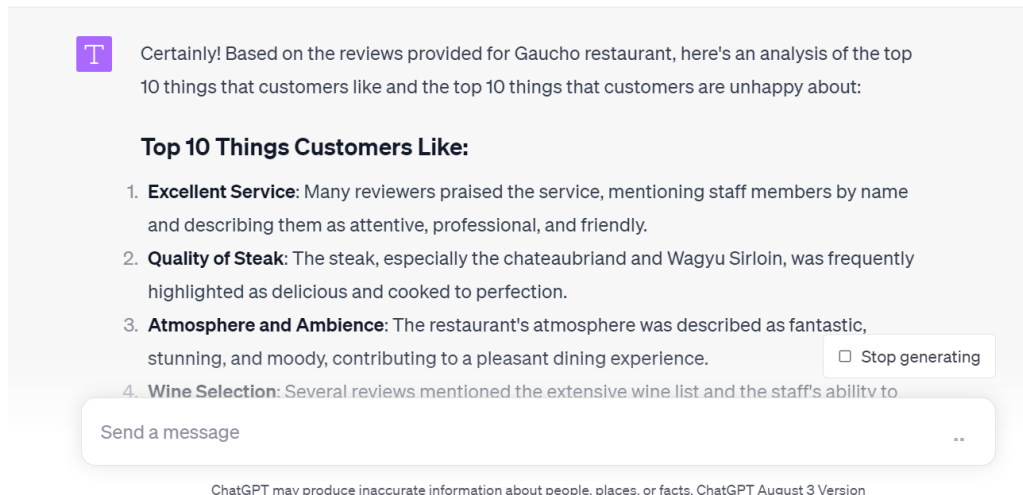 T
Certainly! Based on the reviews provided for Gaucho restaurant, here's an analysis of the top
10 things that customers like and the top 10 things that customers are unhappy about:
Top 10 Things Customers Like:
1. Excellent Service: Many reviewers praised the service, mentioning staff members by name
and describing them as attentive, professional, and friendly.
2. Quality of Steak: The steak, especially the chateaubriand and Wagyu Sirloin, was frequently
highlighted as delicious and cooked to perfection.
3. Atmosphere and Ambience: The restaurant's atmosphere was described as fantastic,
stunning, and moody, contributing to a pleasant dining experience.
Stop generating
4. Wine Selection: Several reviews mentioned the extensive wine list and the staff's ability to
Send a message
ChatGPT may produce inaccurate information about people, places, or facts. ChatGPT August 3 Version